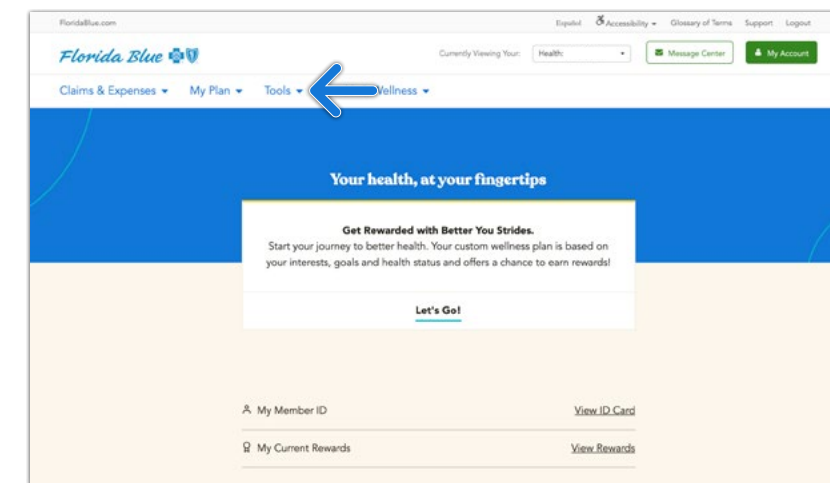 FloridaBlue.com Español Accessibility Glossary of Terms Support Logout
Florida Blue Currently Viewing Your: Health: Message Center My Account
Claims & Expenses My Plan Tools Wellness
Your health, at your fingertips
Get Rewarded with Better You Strides.
Start your journey to better health. Your custom wellness plan is based on
your interests, goals and health status and offers a chance to earn rewards!
Let's Go!
My Member ID View ID Card
My Current Rewards View Rewards